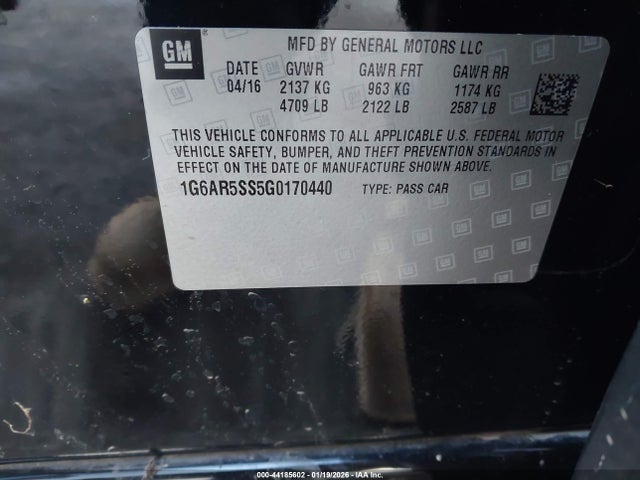 GM
MFD BY GENERAL MOTORS LLC
DATE GVWR GAWR FRT GAWR RR
04/16 2137 KG 963 KG 1174 KG
4709 LB 2122 LB 2587 LB
THIS VEHICLE CONFORMS TO ALL APPLICABLE U.S. FEDERAL MOTOR
VEHICLE SAFETY, BUMPER, AND THEFT PREVENTION STANDARDS IN
EFFECT ON THE DATE OF MANUFACTURE SHOWN ABOVE.
1G6AR5SS5G0170440 TYPE: PASS CAR
000-44185602 - 01/19/2026 - IAA Inc.